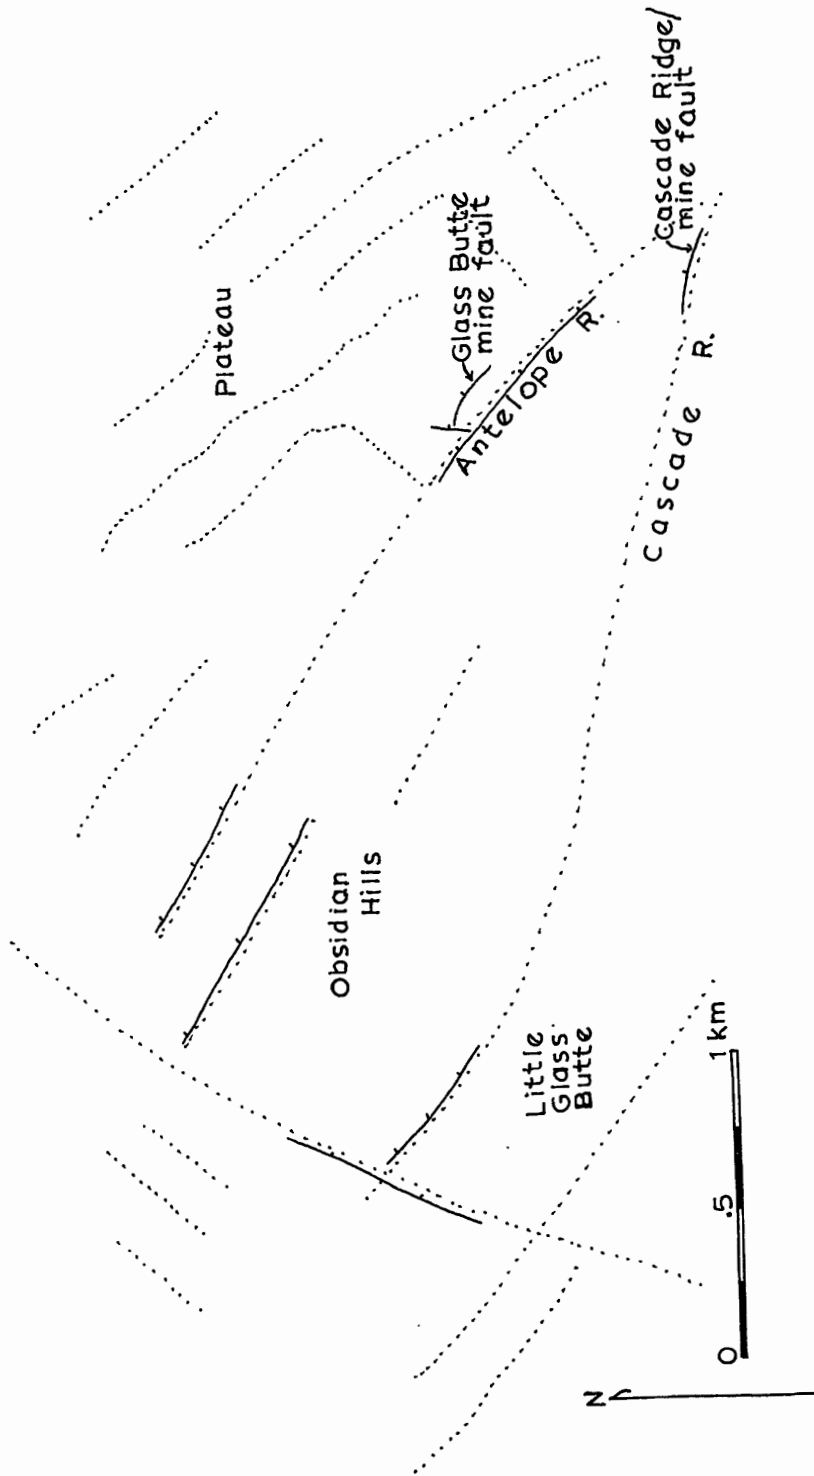 Cascade Ridge/
mine fault
Glass Butte
mine fault
Plateau
Antelope R.
Cascade R.
Obsidian
Hills
Little
Glass
Butte
0 .5 1 km
N